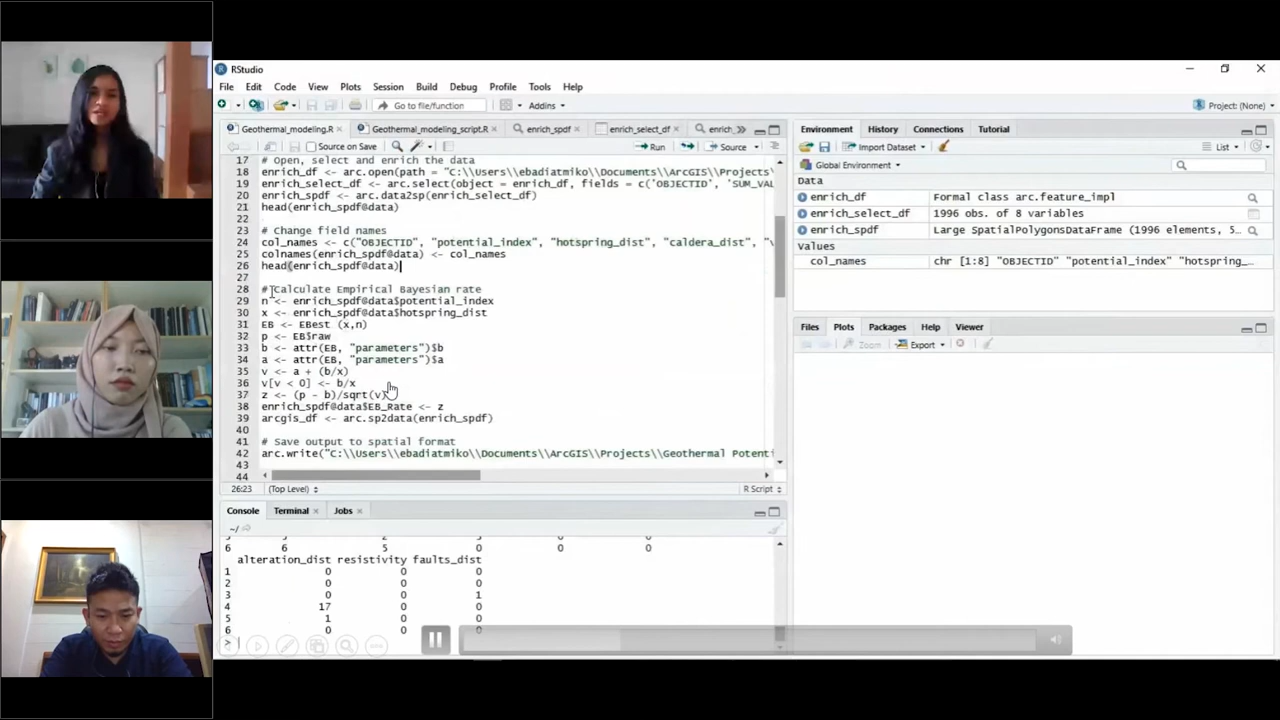 RStudio
File Edit Code View Plots Session Build Debug Profile Tools Help
Go to file/function Addins Project: (None)
Geothermal_modeling.R Geothermal_modeling_script.R enrich_spdf enrich_select_df enrich_
Source on Save Run Source
17 # Open, select and enrich the data
18 enrich_df <- arc.open(path = "C:\\Users\\ebadiatmiko\\Documents\\ArcGIS\\Projects\
19 enrich_select_df <- arc.select(object = enrich_df, fields = c('OBJECTID', 'SUM_VAL
20 enrich_spdf <- arc.data2sp(enrich_select_df)
21 head(enrich_spdf@data)
22
23 # Change field names
24 col_names <- c("OBJECTID", "potential_index", "hotspring_dist", "caldera_dist",
25 colnames(enrich_spdf@data) <- col_names
26 head(enrich_spdf@data)
27
28 # Calculate Empirical Bayesian rate
29 n <- enrich_spdf@data$potential_index
30 x <- enrich_spdf@data$hotspring_dist
31 EB <- EBest (x,n)
32 p <- EB$raw
33 b <- attr(EB, "parameters")$b
34 a <- attr(EB, "parameters")$a
35 v <- a + (b/x)
36 v[v < 0] <- b/x
37 z <- (p - b)/sqrt(v)
38 enrich_spdf@data$EB_Rate <- z
39 arcgis_df <- arc.sp2data(enrich_spdf)
40
41 # Save output to spatial format
42 arc.write("C:\\Users\\ebadiatmiko\\Documents\\ArcGIS\\Projects\\Geothermal Potenti
43
44
26:23 (Top Level) R Script
Console Terminal Jobs
~/
6 6 5 0 0 0
alteration_dist resistivity faults_dist
1 0 0 0
2 0 0 0
3 0 0 1
4 17 0 0
5 1 0 0
6 0 0 0
>
Environment History Connections Tutorial
Import Dataset List
Global Environment
Data
enrich_df Formal class arc.feature_impl
enrich_select_df 1996 obs. of 8 variables
enrich_spdf Large SpatialPolygonsDataFrame (1996 elements, 5…
Values
col_names chr [1:8] "OBJECTID" "potential_index" "hotspring_…
Files Plots Packages Help Viewer
Zoom Export